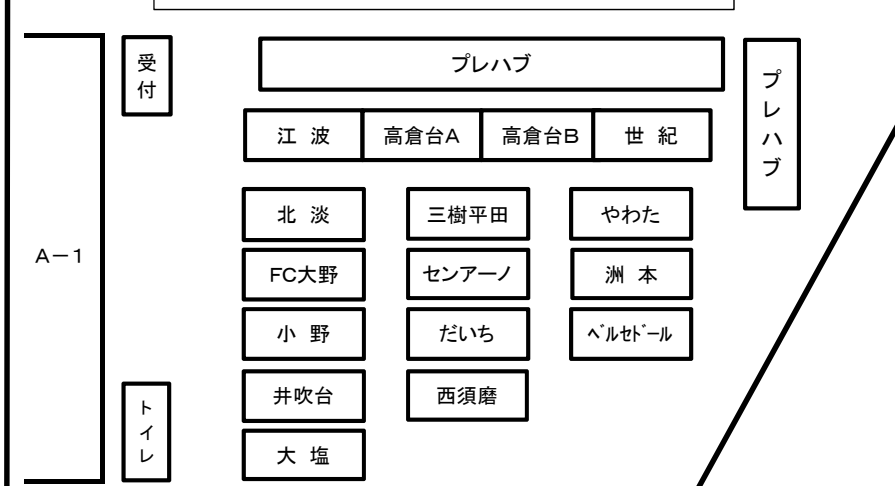 受付
プレハブ
プレハブ
江 波
高倉台A
高倉台B
世 紀
北 淡
三樹平田
やわた
A－1
FC大野
センアーノ
洲 本
小 野
だいち
ﾍﾞﾙｾﾄﾞｰﾙ
井吹台
西須磨
トイレ
大 塩